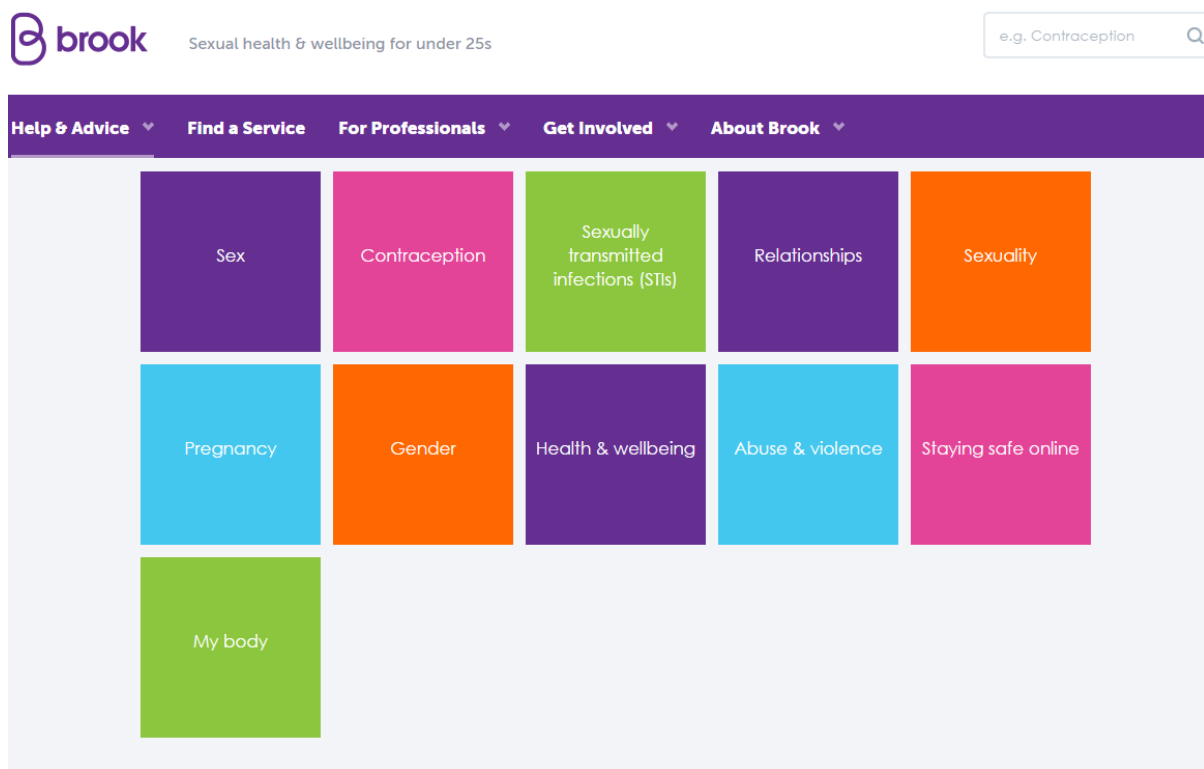 brook
Sexual health & wellbeing for under 25s
e.g. Contraception
Help & Advice
Find a Service
For Professionals
Get Involved
About Brook
Sex
Contraception
Sexually
transmitted
infections (STIs)
Relationships
Sexuality
Pregnancy
Gender
Health & wellbeing
Abuse & violence
Staying safe online
My body